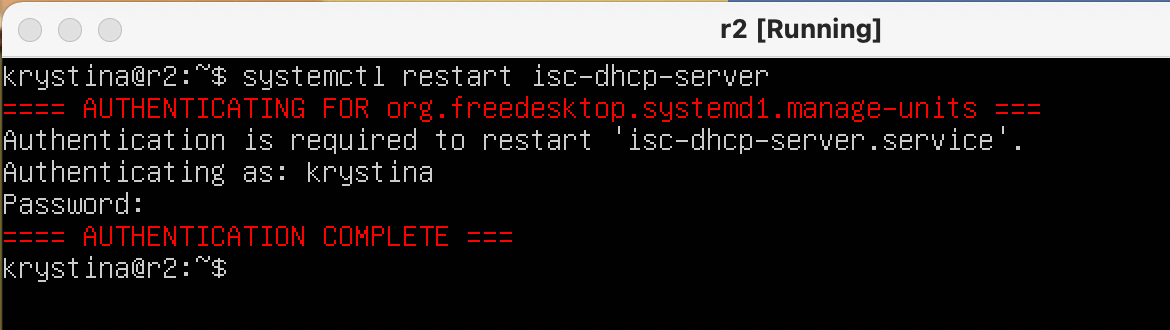 r2 [Running]
krystina@r2:~$ systemctl restart isc-dhcp-server
==== AUTHENTICATING FOR org.freedesktop.systemd1.manage-units ===
Authentication is required to restart 'isc-dhcp-server.service'.
Authenticating as: krystina
Password:
==== AUTHENTICATION COMPLETE ===
krystina@r2:~$